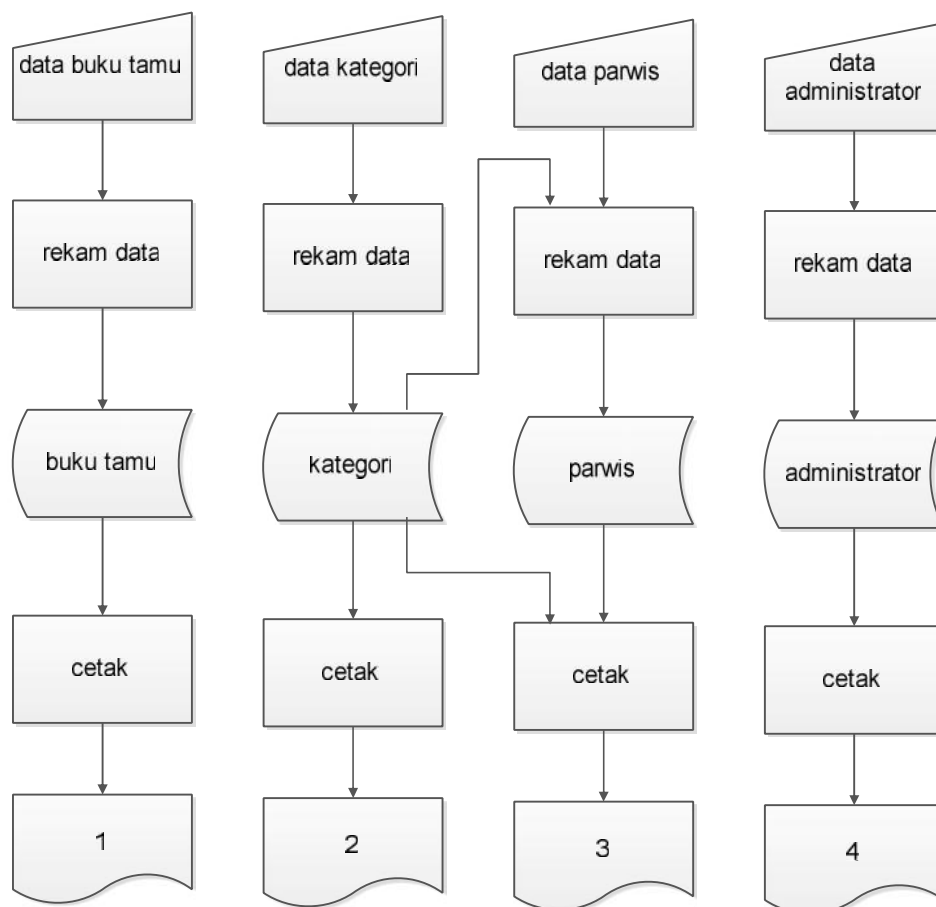 data buku tamu
data kategori
data parwis
data
administrator
rekam data
rekam data
rekam data
rekam data
buku tamu
kategori
parwis
administrator
cetak
cetak
cetak
cetak
1
2
3
4